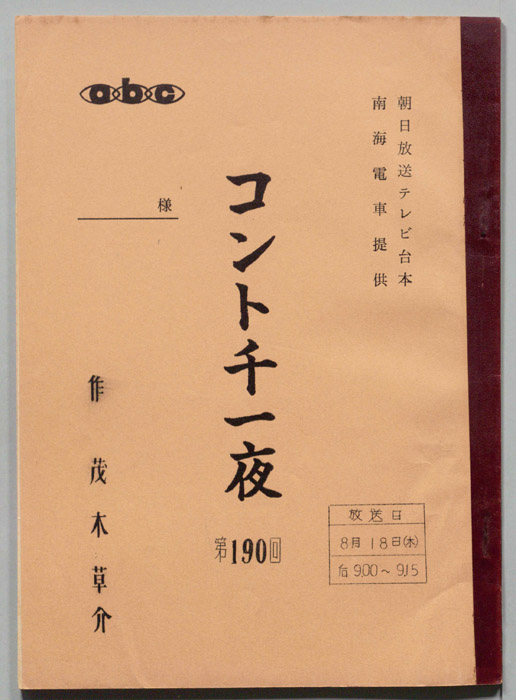 朝日放送テレビ台本
南海電車提供
abc
様
コント千一夜
第190回
作 茂木草介
放送日
8月18日(水)
后9.00～9.15